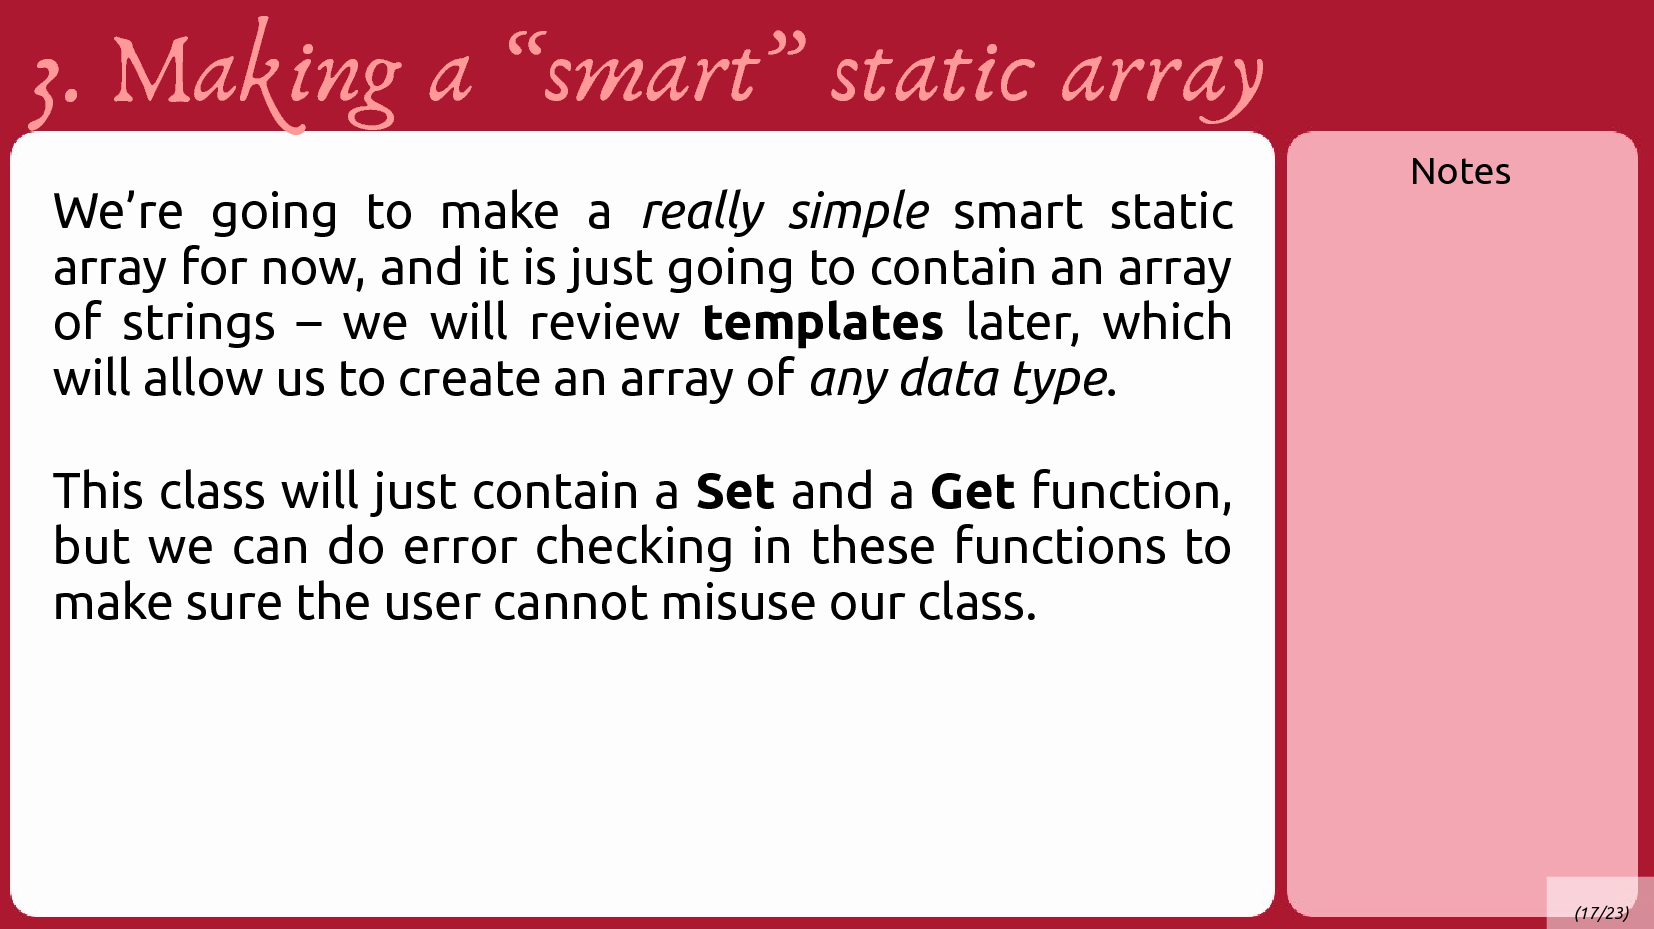 3. Making a “smart” static array
We’re going to make a really simple smart static
array for now, and it is just going to contain an array
of strings – we will review templates later, which
will allow us to create an array of any data type.
This class will just contain a Set and a Get function,
but we can do error checking in these functions to
make sure the user cannot misuse our class.
Notes
(17/23)